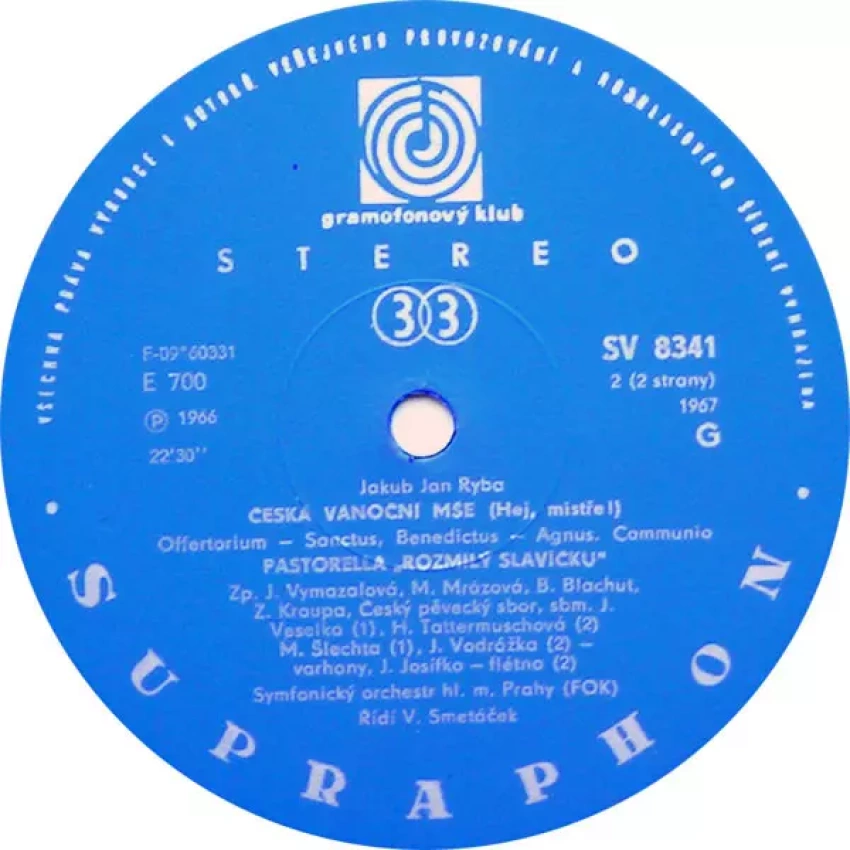 VŠECHNA PRÁVA VÝROBCE I AUTORŮ VEŘEJNÉHO PROVOZOVÁNÍ A ROZHLASOVÉHO ŠÍŘENÍ VYHRAZENA
gramofonový klub
STEREO
33
F-09*60331
SV 8341
E 700
2 (2 strany)
Ⓟ 1966
1967
G
22'30''
Jakub Jan Ryba
ČESKÁ VÁNOČNÍ MŠE (Hej, mistře!)
Offertorium – Sanctus, Benedictus – Agnus. Communio
PASTORELLA „ROZMILÝ SLAVÍČKU"
Zp. J. Vymazalová, M. Mrázová, B. Blachut,
Z. Kroupa, Český pěvecký sbor, sbm. J.
Veselka (1), H. Tattermuschová (2)
M. Šlechta (1), J. Vodrážka (2) –
varhany, J. Josífko – flétna (2)
Symfonický orchestr hl. m. Prahy (FOK)
Řídí V. Smetáček
SUPRAPHON